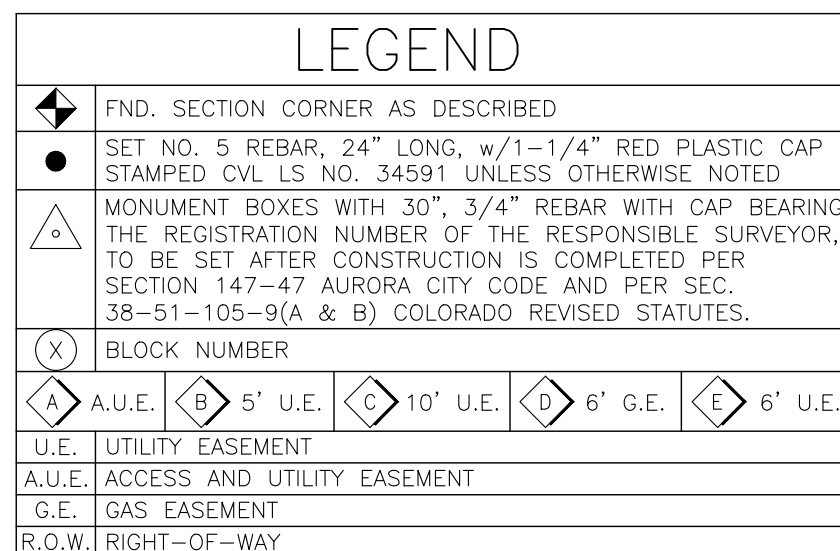 LEGEND
FND. SECTION CORNER AS DESCRIBED
SET NO. 5 REBAR, 24” LONG, w/1-1/4” RED PLASTIC CAP
STAMPED CVL LS NO. 34591 UNLESS OTHERWISE NOTED
MONUMENT BOXES WITH 30”, 3/4” REBAR WITH CAP BEARING
THE REGISTRATION NUMBER OF THE RESPONSIBLE SURVEYOR,
TO BE SET AFTER CONSTRUCTION IS COMPLETED PER
SECTION 147-47 AURORA CITY CODE AND PER SEC.
38-51-105-9(A & B) COLORADO REVISED STATUTES.
X BLOCK NUMBER
A A.U.E. B 5’ U.E. C 10’ U.E. D 6’ G.E. E 6’ U.E.
U.E. UTILITY EASEMENT
A.U.E. ACCESS AND UTILITY EASEMENT
G.E. GAS EASEMENT
R.O.W. RIGHT-OF-WAY